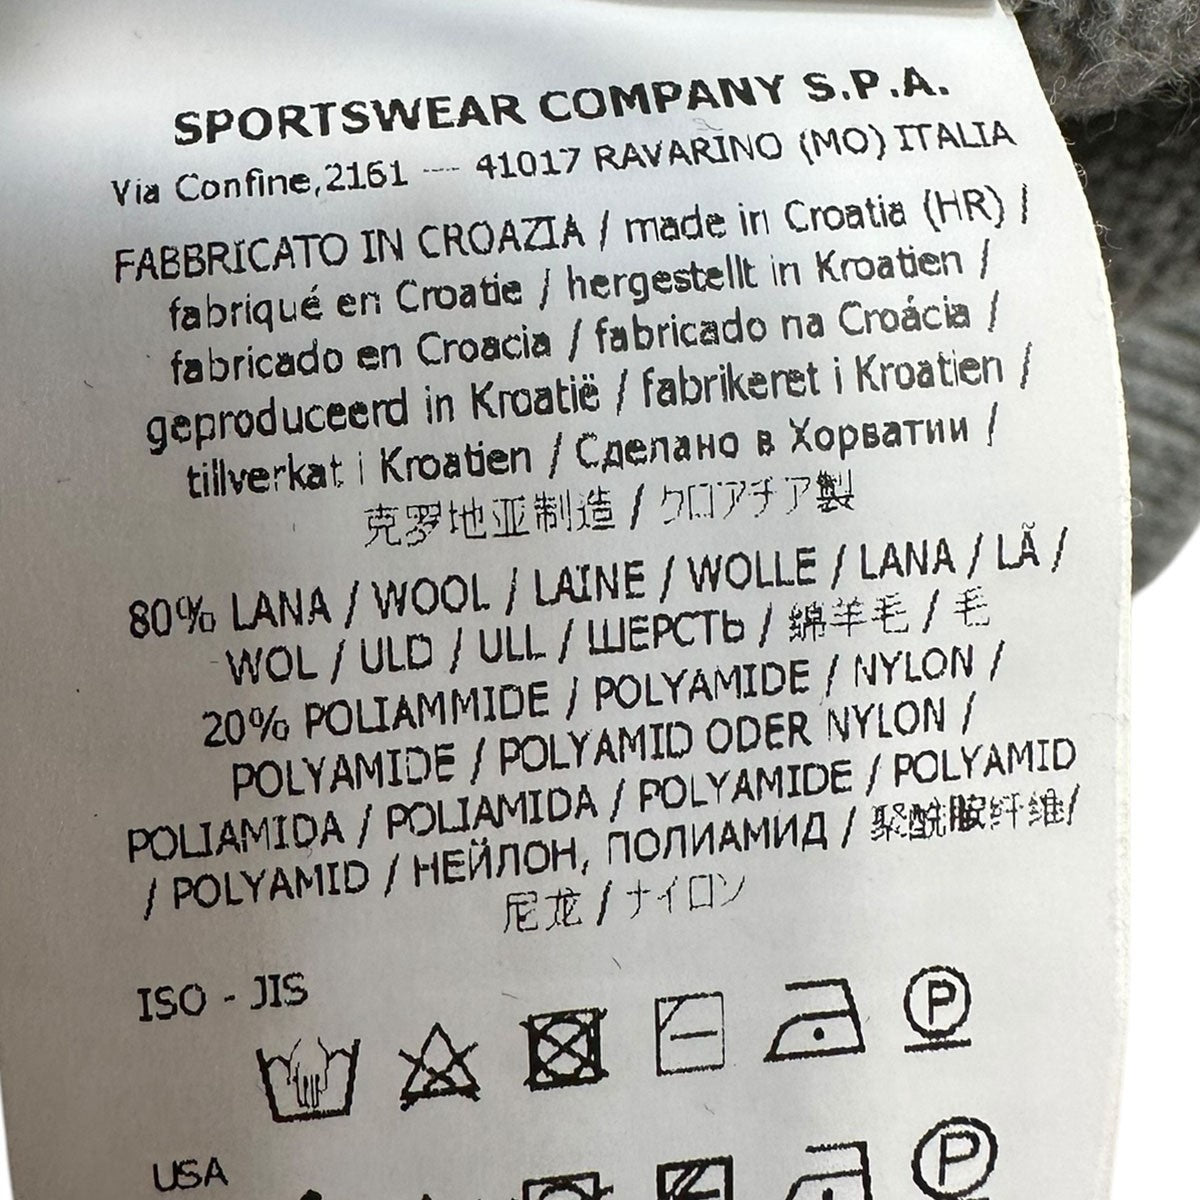 SPORTSWEAR COMPANY S.P.A.
Via Confine,2161 --- 41017 RAVARINO (MO) ITALIA
FABBRICATO IN CROAZIA / made in Croatia (HR) /
fabriqué en Croatie / hergestellt in Kroatien /
fabricado en Croacia / fabricado na Croácia /
geproduceerd in Kroatië / fabrikeret i Kroatien /
tillverkat i Kroatien / Сделано в Хорватии /
克罗地亚制造 / クロアチア製
80% LANA / WOOL / LAINE / WOLLE / LANA / LÃ /
WOL / ULD / ULL / ШЕРСТЬ / 绵羊毛 / 毛
20% POLIAMMIDE / POLYAMIDE / NYLON /
POLYAMIDE / POLYAMID ODER NYLON /
POLIAMIDA / POLIAMIDA / POLYAMIDE / POLYAMID
/ POLYAMID / НЕЙЛОН, ПОЛИАМИД / 聚酰胺纤维/
尼龙 / ナイロン
ISO - JIS
P
USA
P